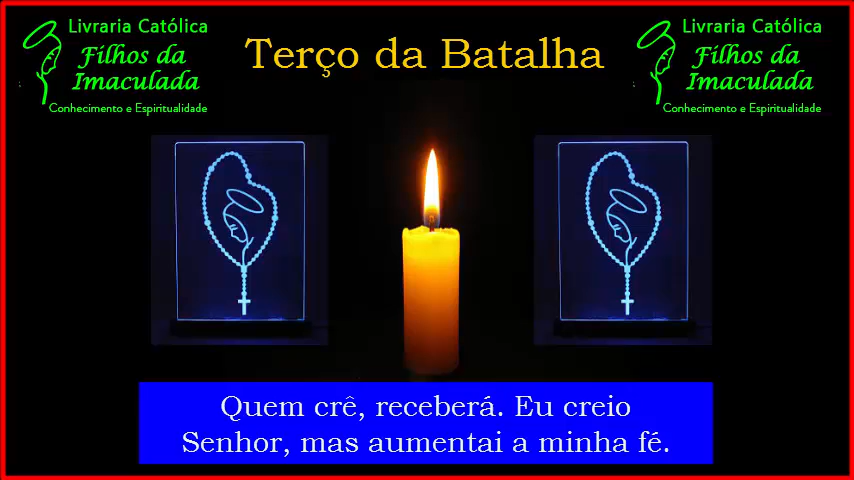 Livraria Católica
Filhos da
Imaculada
Conhecimento e Espiritualidade
Terço da Batalha
Livraria Católica
Filhos da
Imaculada
Conhecimento e Espiritualidade
Quem crê, receberá. Eu creio
Senhor, mas aumentai a minha fé.